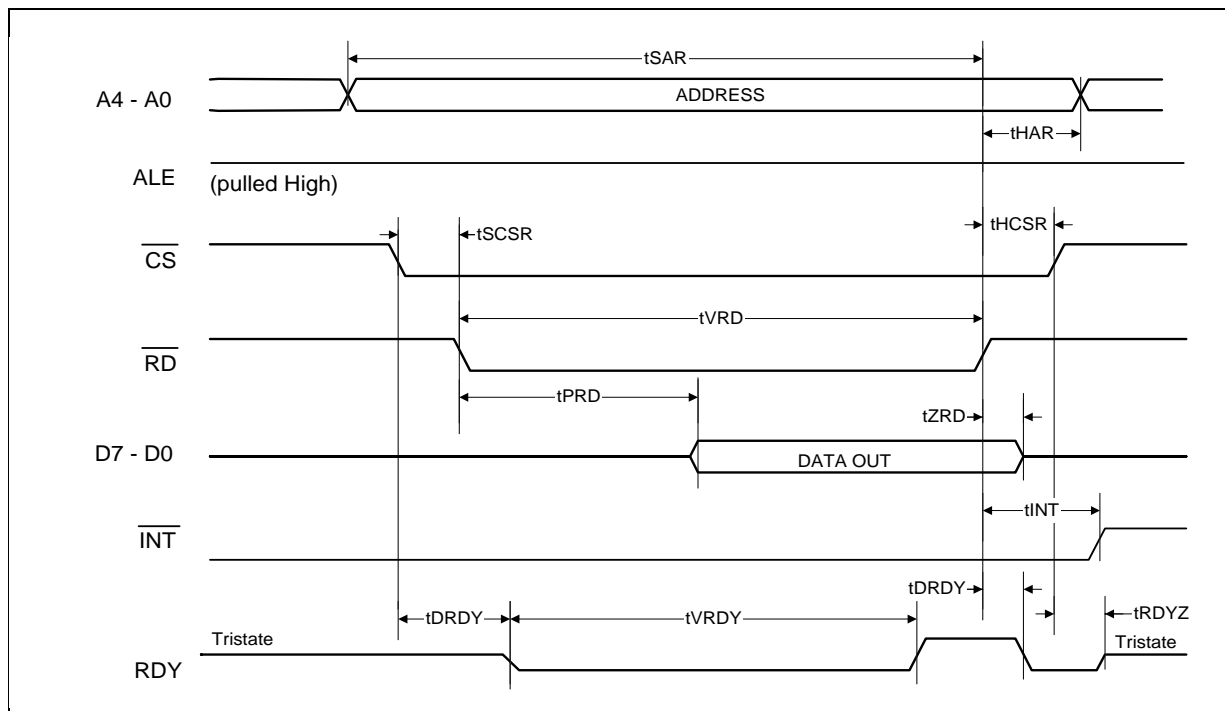 tSAR
A4 - A0
ADDRESS
tHAR
ALE
(pulled High)
tSCSR
tHCSR
CS
tVRD
RD
tPRD
tZRD
D7 - D0
DATA OUT
tINT
INT
tDRDY
tDRDY
tVRDY
tRDYZ
Tristate
Tristate
RDY